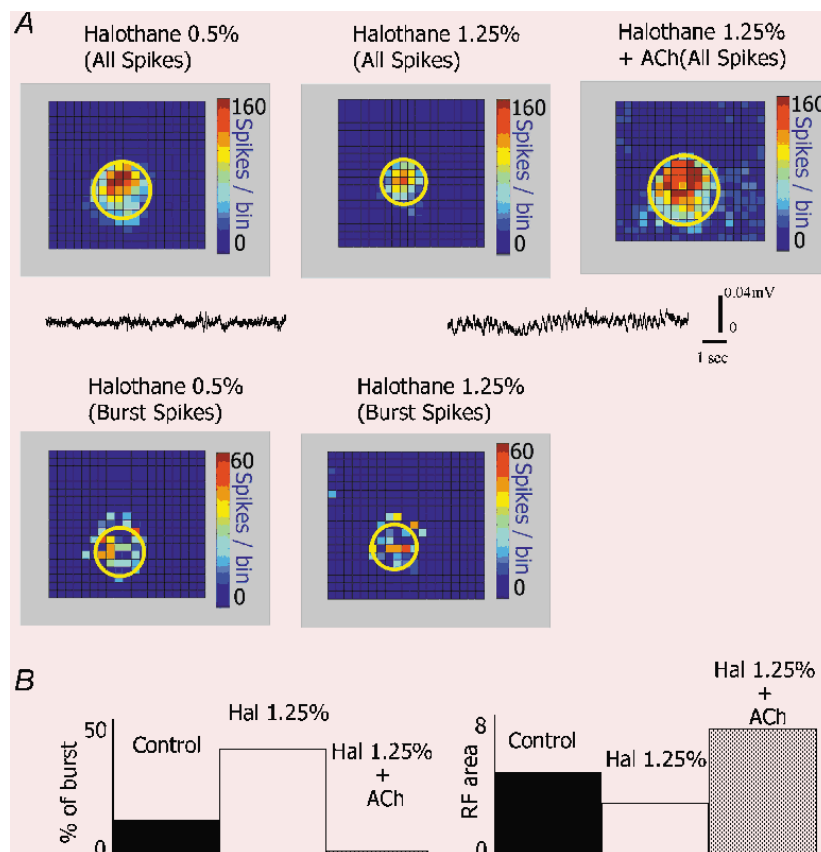 A
Halothane 0.5%
(All Spikes)
Halothane 1.25%
(All Spikes)
Halothane 1.25%
+ ACh(All Spikes)
160
Spikes / bin
0
160
Spikes / bin
0
160
Spikes / bin
0
0.04mV
0
1 sec
Halothane 0.5%
(Burst Spikes)
Halothane 1.25%
(Burst Spikes)
60
Spikes / bin
0
60
Spikes / bin
0
B
50
% of burst
0
Control
Hal 1.25%
Hal 1.25%
+
ACh
8
RF area
0
Control
Hal 1.25%
Hal 1.25%
+
ACh